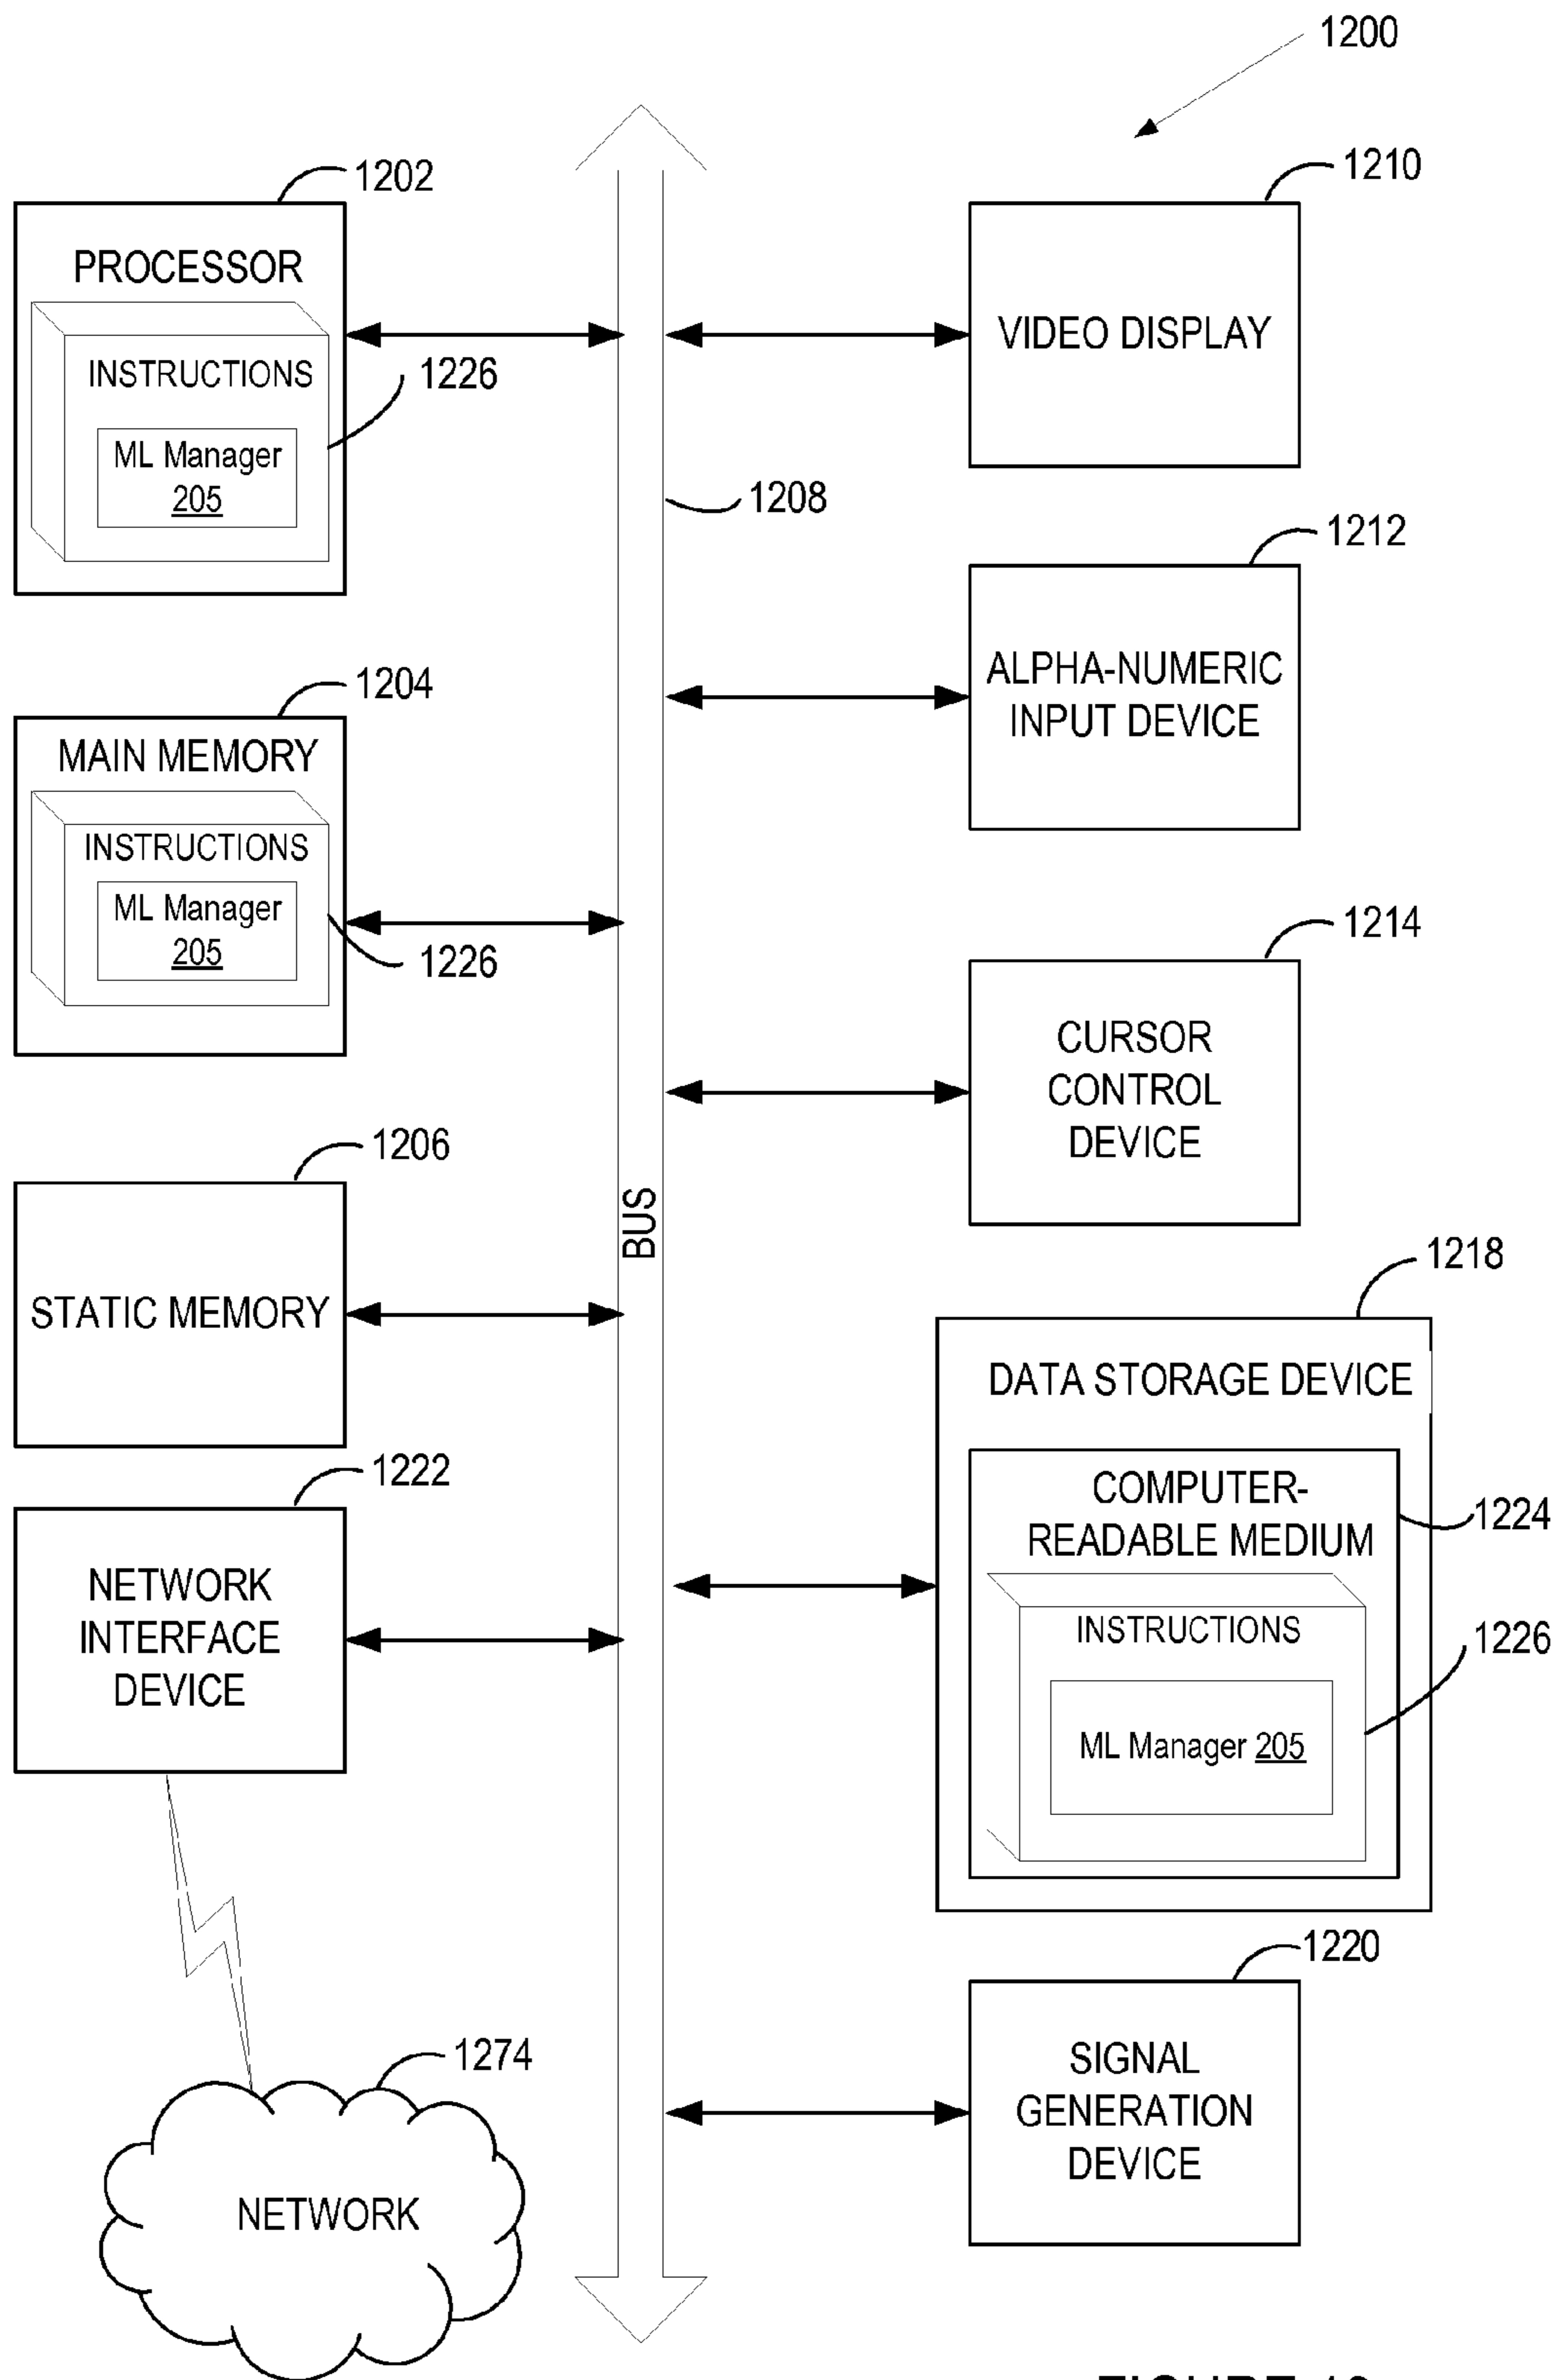 1200
1202
PROCESSOR
INSTRUCTIONS
ML Manager
205
1226
1204
MAIN MEMORY
INSTRUCTIONS
ML Manager
205
1226
1206
STATIC MEMORY
1222
NETWORK
INTERFACE
DEVICE
1274
NETWORK
1208
BUS
1210
VIDEO DISPLAY
1212
ALPHA-NUMERIC
INPUT DEVICE
1214
CURSOR
CONTROL
DEVICE
1218
DATA STORAGE DEVICE
COMPUTER-
READABLE MEDIUM
1224
INSTRUCTIONS
1226
ML Manager 205
1220
SIGNAL
GENERATION
DEVICE